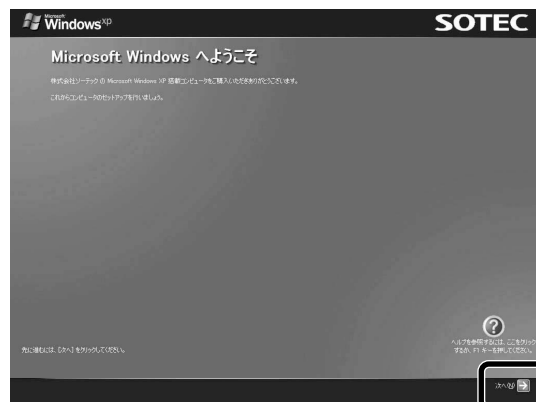 Microsoft
Windows xp
SOTEC
Microsoft Windows へようこそ
株式会社ソーテック の Microsoft Windows XP 搭載コンピュータをご購入いただきありがとうございます。
これからコンピュータのセットアップを行いましょう。
ヘルプを参照するには、ここをクリック
するか、F1 キーを押してください。
先に進むには、[次へ] をクリックしてください。
次へ(N)